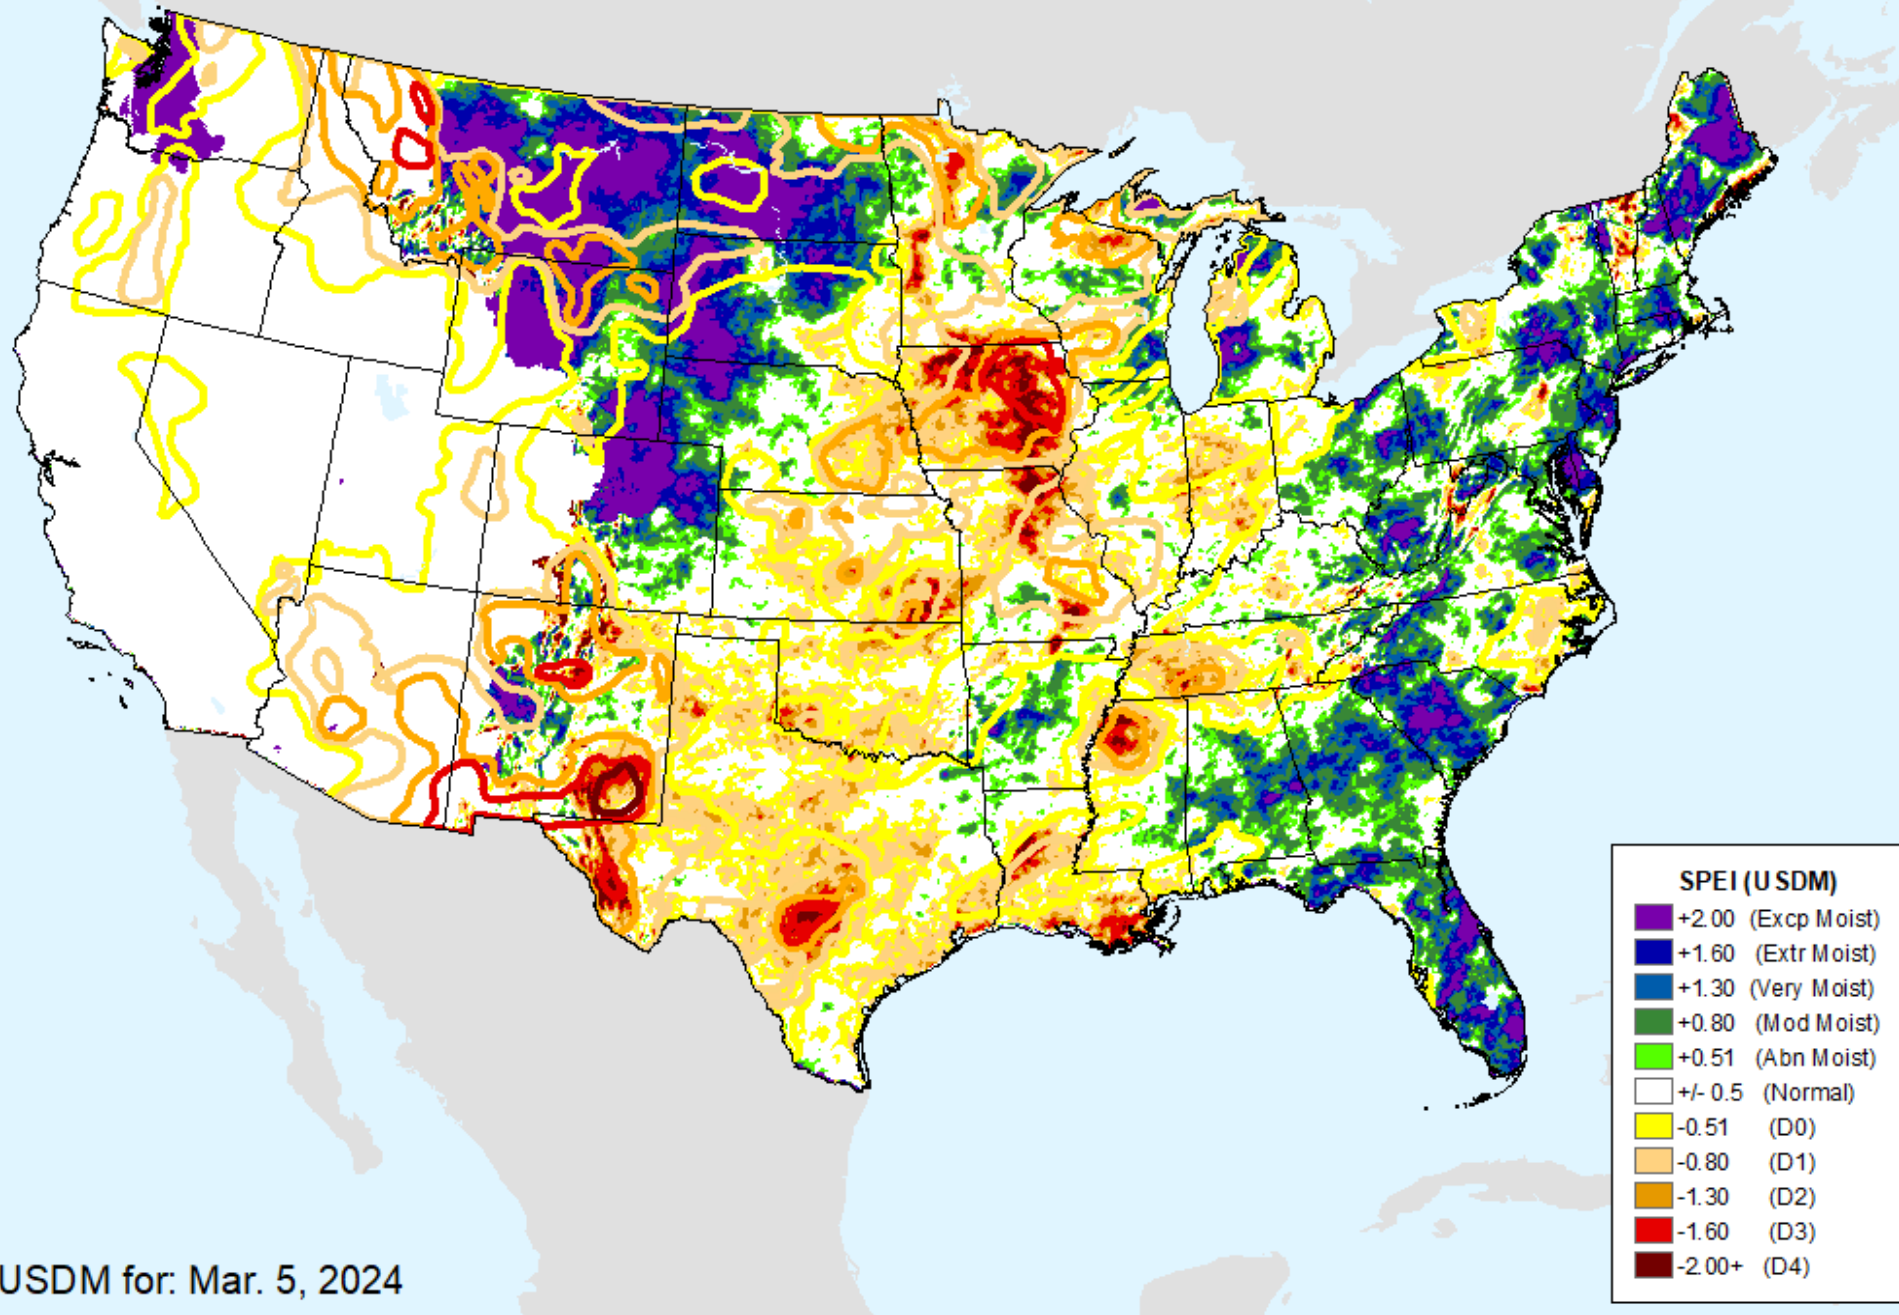 SPEI (USDM)
+2.00 (Excp Moist)
+1.60 (Extr Moist)
+1.30 (Very Moist)
+0.80 (Mod Moist)
+0.51 (Abn Moist)
+/- 0.5 (Normal)
-0.51 (D0)
-0.80 (D1)
-1.30 (D2)
-1.60 (D3)
-2.00+ (D4)
USDM for: Mar. 5, 2024